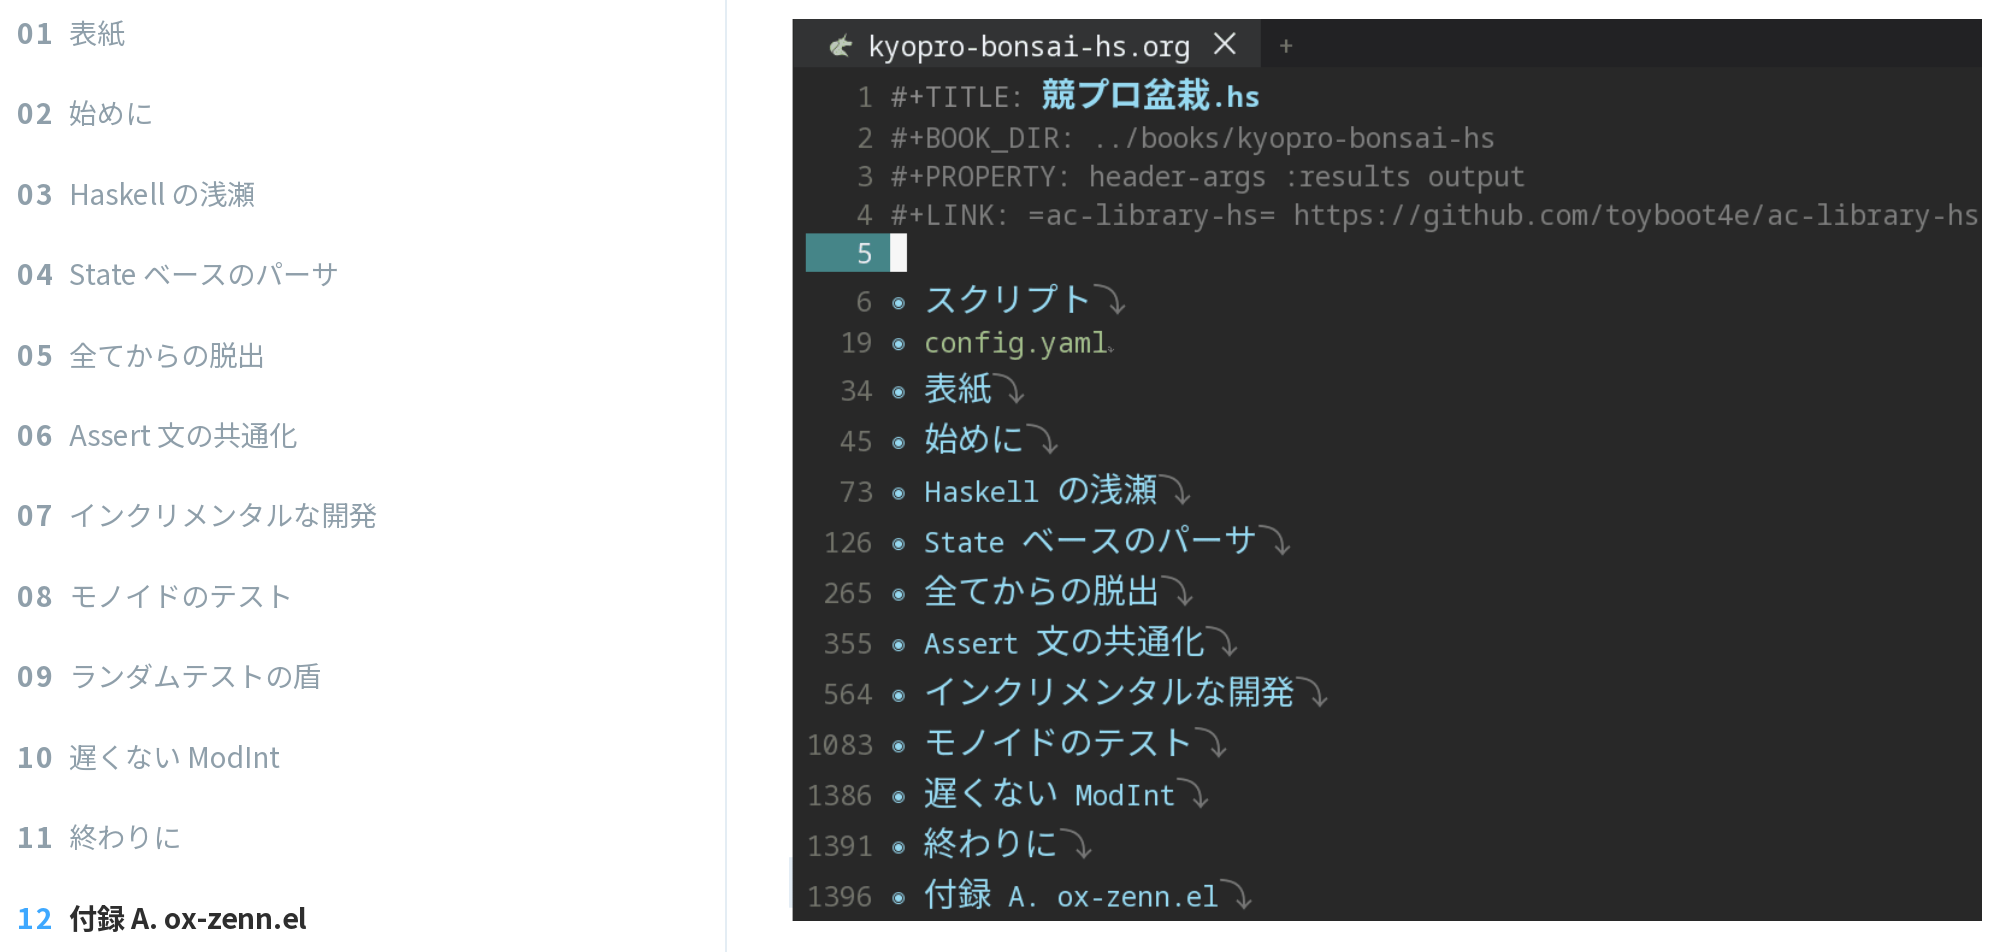 01 表紙
02 始めに
03 Haskell の浅瀬
04 State ベースのパーサ
05 全てからの脱出
06 Assert 文の共通化
07 インクリメンタルな開発
08 モノイドのテスト
09 ランダムテストの盾
10 遅くない ModInt
11 終わりに
12 付録 A. ox-zenn.el
kyopro-bonsai-hs.org × +
1 #+TITLE: 競プロ盆栽.hs
2 #+BOOK_DIR: ../books/kyopro-bonsai-hs
3 #+PROPERTY: header-args :results output
4 #+LINK: =ac-library-hs= https://github.com/toyboot4e/ac-library-hs
5
6 ◉ スクリプト⤵
19 ◉ config.yaml⤵
34 ◉ 表紙⤵
45 ◉ 始めに⤵
73 ◉ Haskell の浅瀬⤵
126 ◉ State ベースのパーサ⤵
265 ◉ 全てからの脱出⤵
355 ◉ Assert 文の共通化⤵
564 ◉ インクリメンタルな開発⤵
1083 ◉ モノイドのテスト⤵
1386 ◉ 遅くない ModInt⤵
1391 ◉ 終わりに⤵
1396 ◉ 付録 A. ox-zenn.el⤵